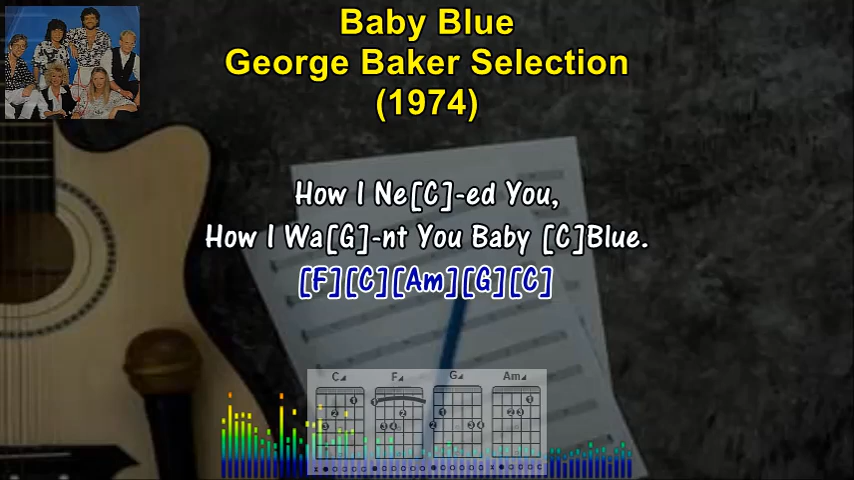 Baby Blue
George Baker Selection
(1974)
How I Ne[C]-ed You,
How I Wa[G]-nt You Baby [C]Blue.
[F][C][Am][G][C]
C F G Am